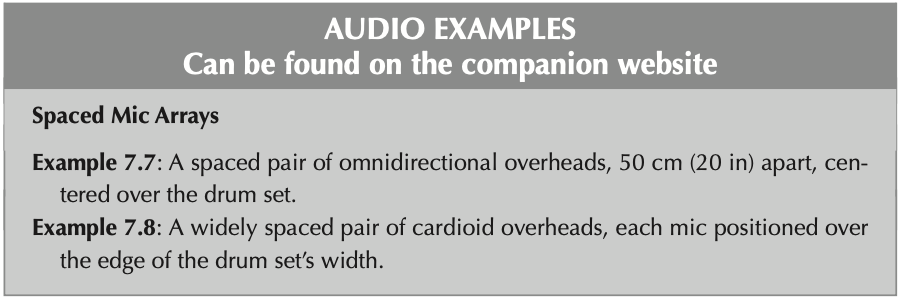 AUDIO EXAMPLES
Can be found on the companion website
Spaced Mic Arrays
Example 7.7: A spaced pair of omnidirectional overheads, 50 cm (20 in) apart, cen-
tered over the drum set.
Example 7.8: A widely spaced pair of cardioid overheads, each mic positioned over
the edge of the drum set’s width.